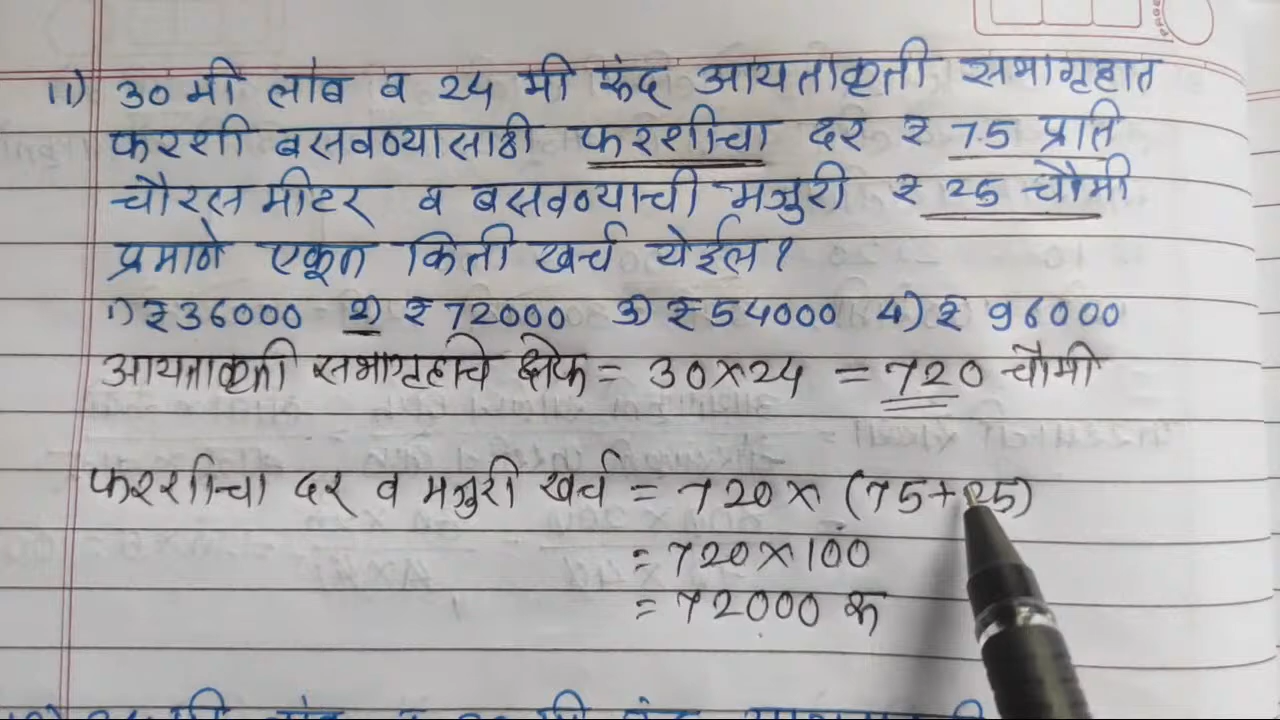 11) 30 मी लांब व 24 मी रुंद आयताकृती सभागृहात
फरशी बसवण्यासाठी फरशीचा दर ₹ 75 प्रति
चौरस मीटर व बसवण्याची मजुरी ₹ 25 चौमी
प्रमाणे एकूण किती खर्च येईल?
1) ₹ 36000 2) ₹ 72000 3) ₹ 54000 4) ₹ 96000
आयताकृती सभागृहाचे क्षेत्रफ = 30 × 24 = 720 चौमी
फरशीचा दर व मजुरी खर्च = 720 × (75+25)
= 720 × 100
= 72000 रु